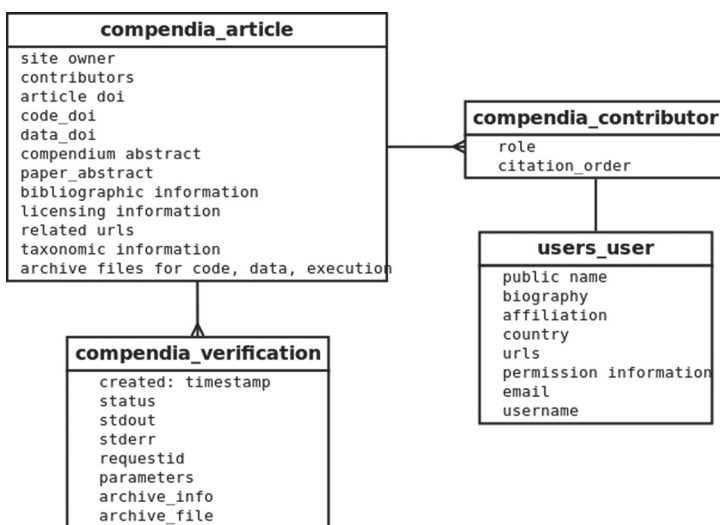 compendia_article
site owner
contributors
article doi
code_doi
data_doi
compendium abstract
paper_abstract
bibliographic information
licensing information
related urls
taxonomic information
archive files for code, data, execution
compendia_contributor
role
citation_order
users_user
public name
biography
affiliation
country
urls
permission information
email
username
compendia_verification
created: timestamp
status
stdout
stderr
requestid
parameters
archive_info
archive_file